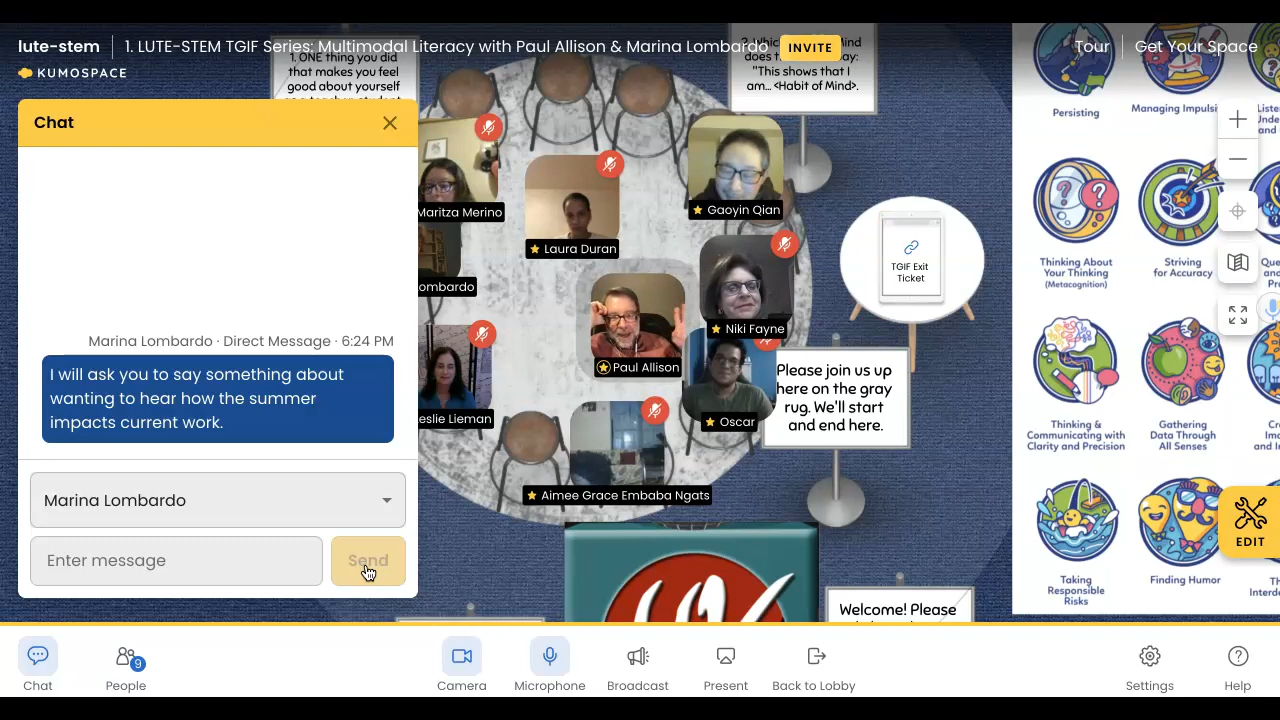 lute-stem
1. LUTE-STEM TGIF Series: Multimodal Literacy with Paul Allison & Marina Lombardo
INVITE
Tour
Get Your Space
KUMOSPACE
1. ONE thing you did
that makes you feel
good about yourself
does
"This shows that I
am... <Habit of Mind>.
Chat
Marina Lombardo · Direct Message · 6:24 PM
I will ask you to say something about
wanting to hear how the summer
impacts current work.
Marina Lombardo
Enter message
Send
Maritza Merino
Laura Duran
Gaoyin Qian
ombardo
Paul Allison
Niki Fayne
eslie Lieman
Oscar
Aimee Grace Embaba Ngats
TGIF Exit
Ticket
Please join us up
here on the gray
rug. We'll start
and end here.
Welcome! Please
Persisting
Managing Impulsi
Thinking About
Your Thinking
(Metacognition)
Striving
for Accuracy
Thinking &
Communicating with
Clarity and Precision
Gathering
Data Through
All Senses
Taking
Responsible
Risks
Finding Humor
EDIT
Chat
9
People
Camera
Microphone
Broadcast
Present
Back to Lobby
Settings
Help